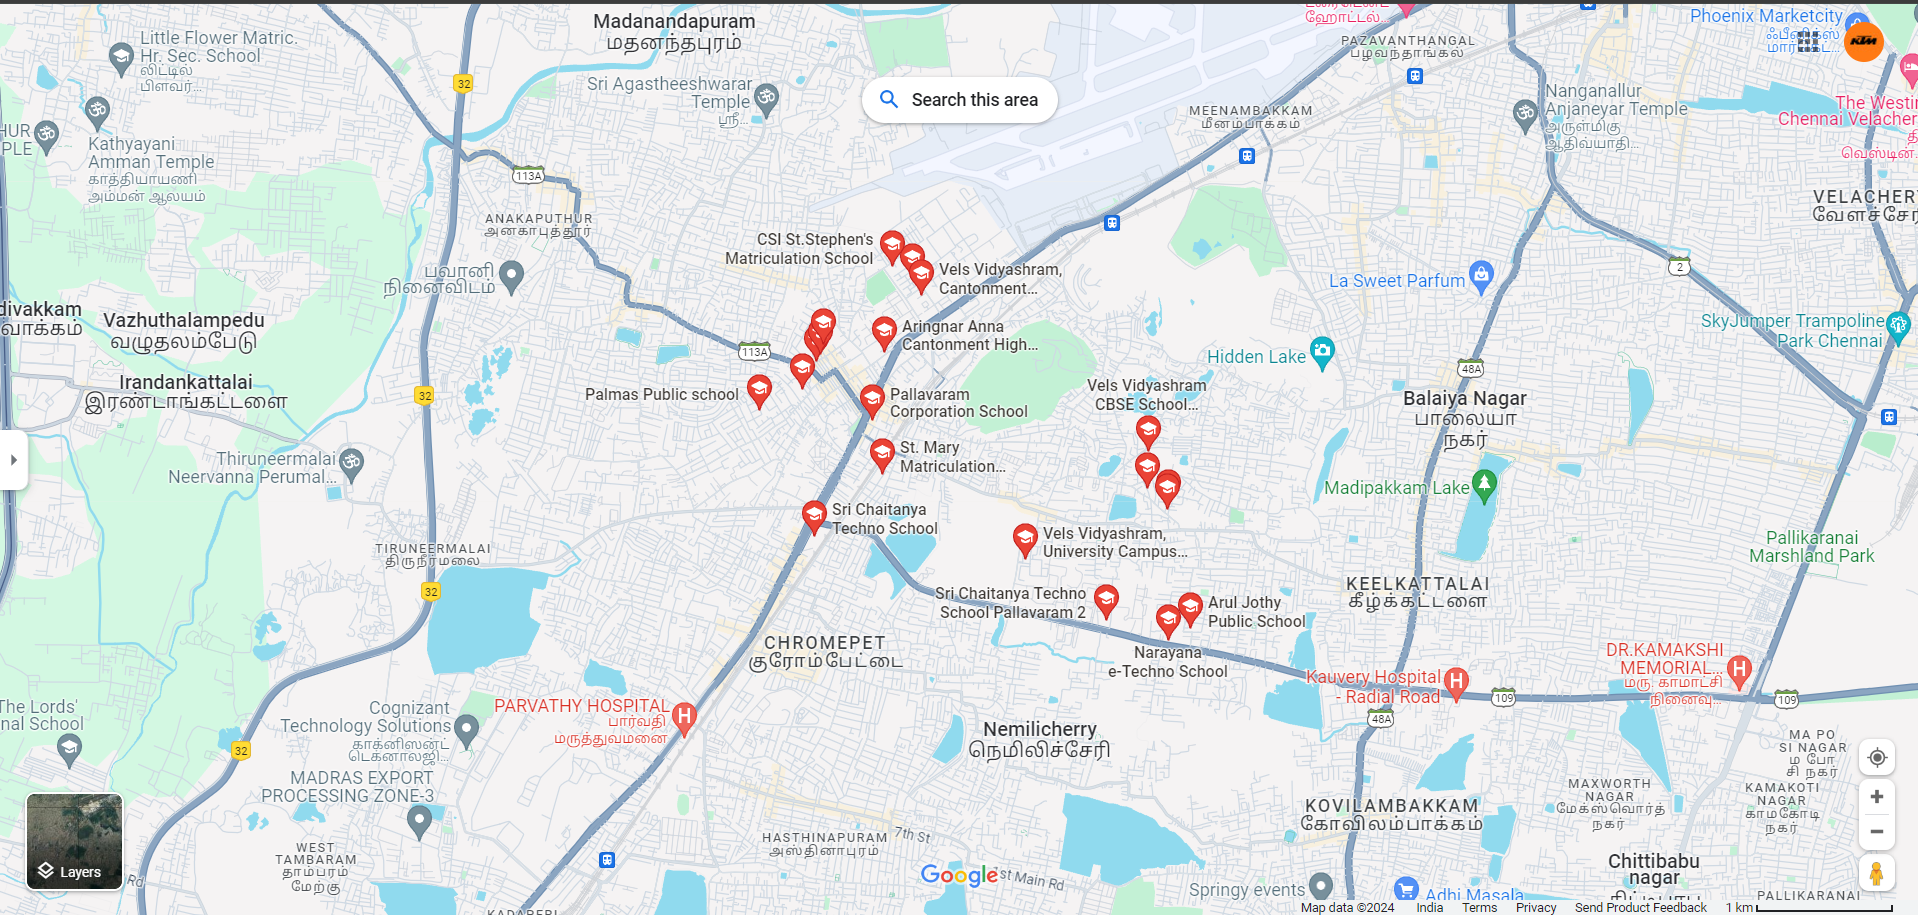 Madanandapuram
மதனந்தபுரம்
Little Flower Matric.
Hr. Sec. School
லிட்டில்
பிளவர்...
32
Sri Agastheeshwarar
Temple
ஸ்ரீ...
Search this area
PAZAVANTHANGAL
பழவந்தாங்கல்
Phoenix Marketcity
KTM
ஹோட்டல்...
Nanganallur
Anjaneyar Temple
அருள்மிகு
ஆதிவ்யாதி...
The Westin
Chennai Velacher
வெஸ்டின்...
MEENAMBAKKAM
மீனம்பாக்கம்
HUR
PLE
Kathyayani
Amman Temple
காத்தியாயணி
அம்மன் ஆலயம்
113A
ANAKAPUTHUR
அனகாபுத்தூர்
VELACHERY
வேளச்சேரி
CSI St.Stephen's
Matriculation School
Vels Vidyashram,
Cantonment...
பவானி
நினைவிடம்
La Sweet Parfum
2
divakkam
வாக்கம்
Vazhuthalampedu
வழுதலம்பேடு
Aringnar Anna
Cantonment High...
SkyJumper Trampoline
Park Chennai
113A
Hidden Lake
48A
Irandankattalai
இரண்டாங்கட்டளை
32
Palmas Public school
Pallavaram
Corporation School
Vels Vidyashram
CBSE School...
Balaiya Nagar
பாலையா
நகர்
St. Mary
Matriculation...
Thiruneermalai
Neervanna Perumal...
Madipakkam Lake
Sri Chaitanya
Techno School
Vels Vidyashram,
University Campus...
Pallikaranai
Marshland Park
TIRUNEERMALAI
திருநீர்மலை
32
KEELKATTALAI
கீழ்க்கட்டளை
Sri Chaitanya Techno
School Pallavaram 2
Arul Jothy
Public School
CHROMEPET
குரோம்பேட்டை
Narayana
e-Techno School
DR.KAMAKSHI
MEMORIAL...
மரு காமாட்சி
நினைவு...
Kauvery Hospital
- Radial Road
109
109
48A
The Lords'
nal School
Cognizant
Technology Solutions
காக்னிஸன்ட்
டெக்னாலஜி...
PARVATHY HOSPITAL
பார்வதி
மருத்துவமனை
Nemilicherry
நெமிலிச்சேரி
32
MA PO
SI NAGAR
ம போ
சி நகர்
MADRAS EXPORT
PROCESSING ZONE-3
MAXWORTH
NAGAR
மேக்ஸ்வொர்த்
நகர்
KAMAKOTI
NAGAR
காமகோடி
நகர்
KOVILAMBAKKAM
கோவிலம்பாக்கம்
HASTHINAPURAM
அஸ்தினாபுரம்
7th St
WEST
TAMBARAM
தாம்பரம்
மேற்கு
Layers
Rd
Google
1st Main Rd
Chittibabu
nagar
Springy events
Adhi Masala
PALLIKARANAI
KADAPERI
Map data ©2024 India Terms Privacy Send Product Feedback 1 km